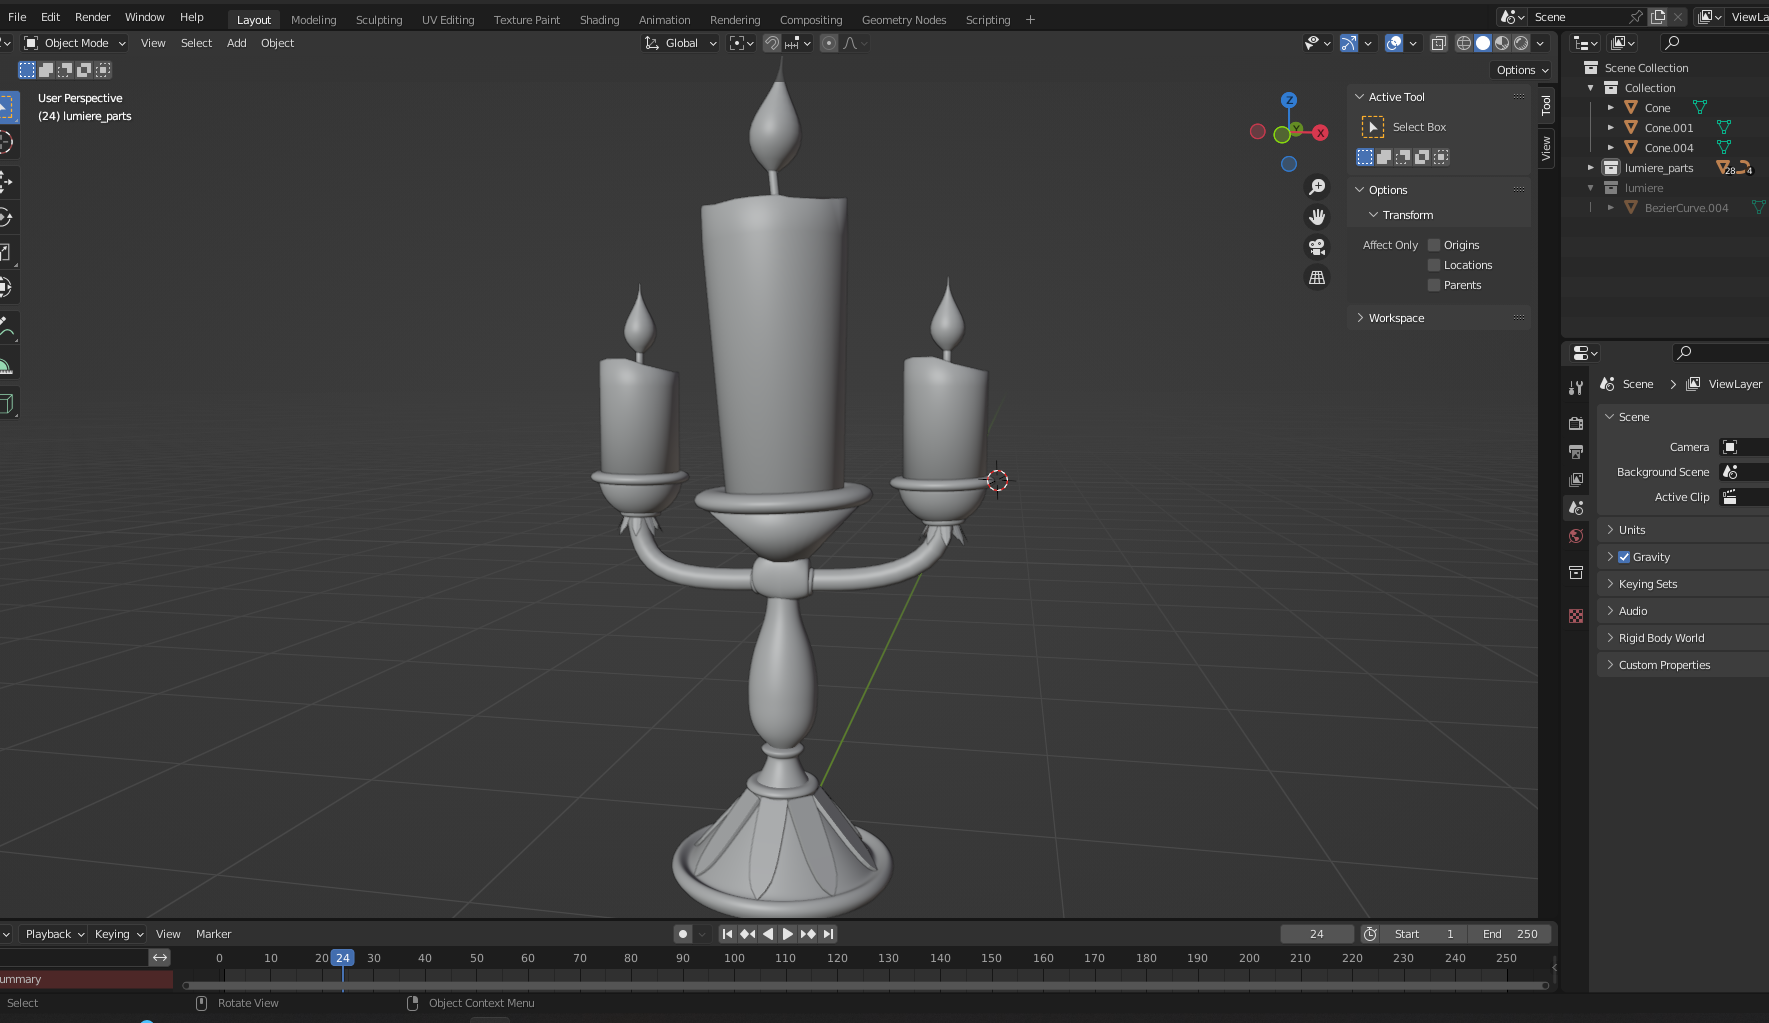 File Edit Render Window Help Layout Modeling Sculpting UV Editing Texture Paint Shading Animation Rendering Compositing Geometry Nodes Scripting + Scene
Object Mode View Select Add Object Global
Options
User Perspective
(24) lumiere_parts
Z
Y
X
Active Tool
Select Box
Options
Transform
Affect Only Origins
Locations
Parents
Workspace
Tool
View
Scene Collection
Collection
Cone
Cone.001
Cone.004
lumiere_parts 28 4
lumiere
BezierCurve.004
Scene ViewLayer
Scene
Camera
Background Scene
Active Clip
Units
Gravity
Keying Sets
Audio
Rigid Body World
Custom Properties
Playback Keying View Marker 24 Start 1 End 250
0 10 20 24 30 40 50 60 70 80 90 100 110 120 130 140 150 160 170 180 190 200 210 220 230 240 250
ummary
Select Rotate View Object Context Menu